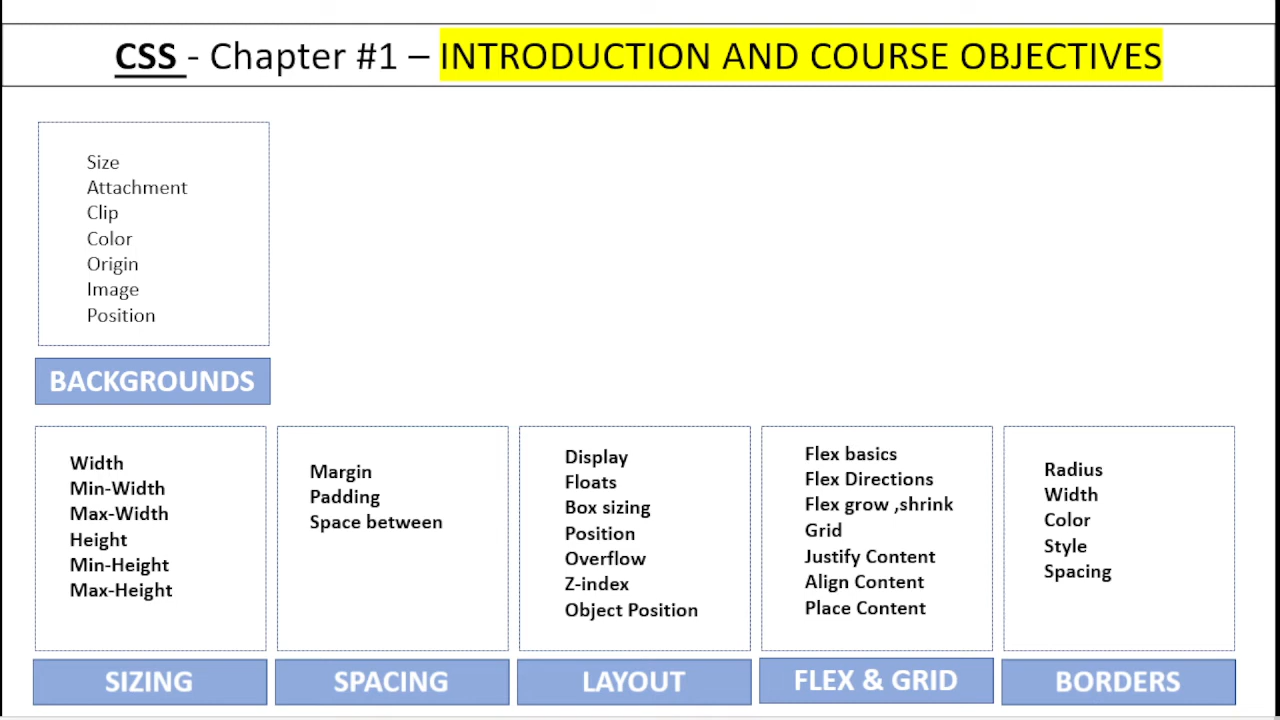 CSS - Chapter #1 – INTRODUCTION AND COURSE OBJECTIVES
Size
Attachment
Clip
Color
Origin
Image
Position
BACKGROUNDS
Width
Min-Width
Max-Width
Height
Min-Height
Max-Height
SIZING
Margin
Padding
Space between
SPACING
Display
Floats
Box sizing
Position
Overflow
Z-index
Object Position
LAYOUT
Flex basics
Flex Directions
Flex grow ,shrink
Grid
Justify Content
Align Content
Place Content
FLEX & GRID
Radius
Width
Color
Style
Spacing
BORDERS